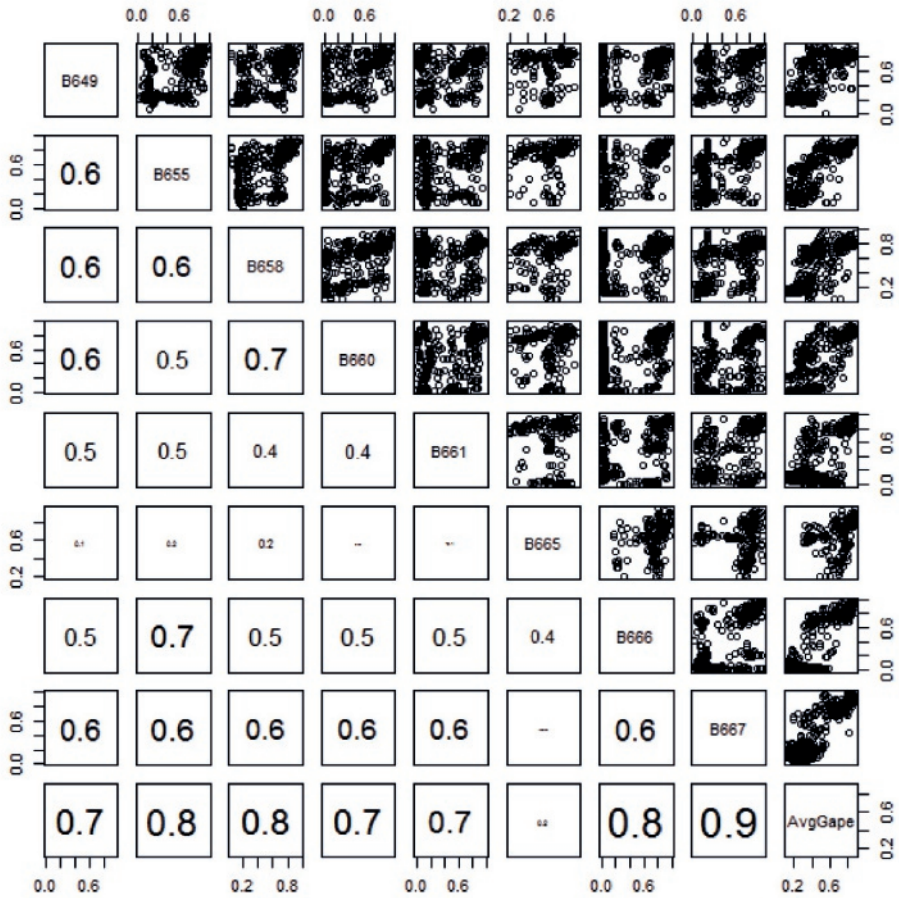 0.0 0.6 0.0 0.6 0.2 0.6 0.0 0.6
B649 0.0 0.6
0.0 0.6 0.6 B655
0.6 0.6 B658 0.2 0.8
0.0 0.6 0.6 0.5 0.7 B660
0.5 0.5 0.4 0.4 B661 0.0 0.6
0.2 0.6 0.2 B665
0.5 0.7 0.5 0.5 0.5 0.4 B666 0.0 0.6
0.0 0.6 0.6 0.6 0.6 0.6 0.6 0.6 B667
0.7 0.8 0.8 0.7 0.7 0.8 0.9 AvgGape 0.2 0.6
0.0 0.6 0.2 0.8 0.0 0.6 0.0 0.6 0.2 0.6